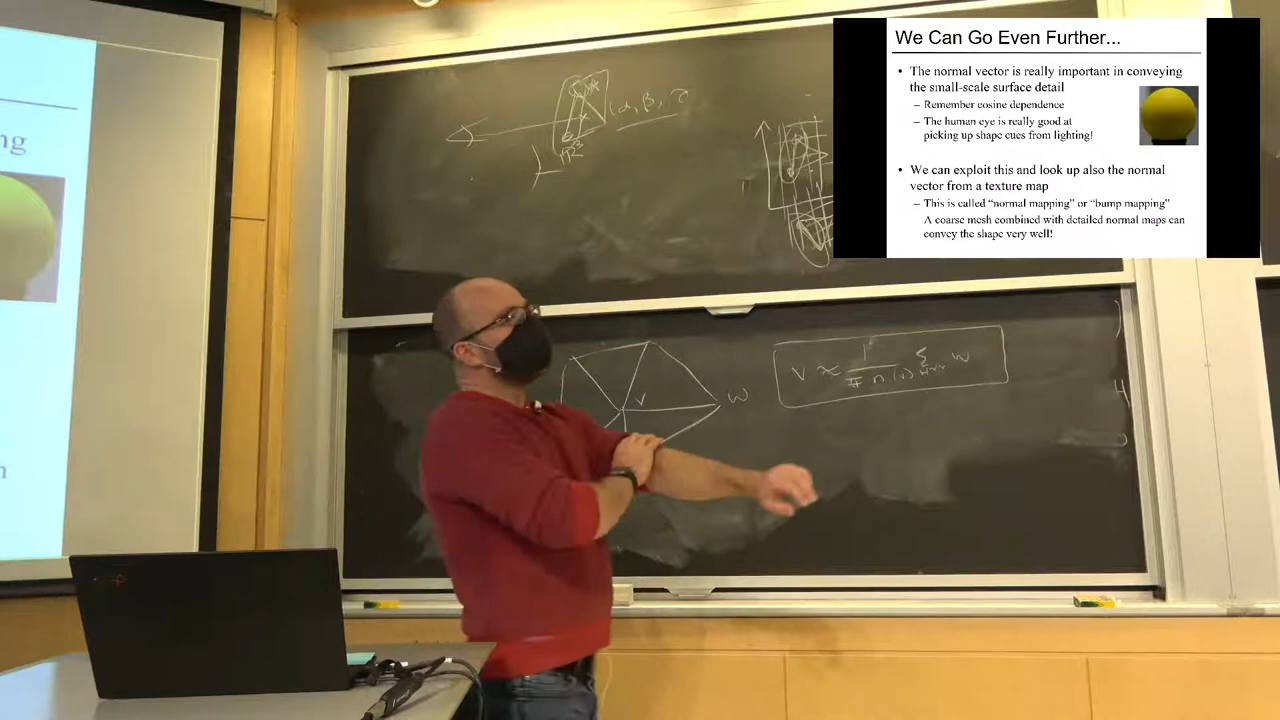 We Can Go Even Further...
• The normal vector is really important in conveying
the small-scale surface detail
– Remember cosine dependence
– The human eye is really good at
picking up shape cues from lighting!
• We can exploit this and look up also the normal
vector from a texture map
– This is called “normal mapping” or “bump mapping”
A coarse mesh combined with detailed normal maps can
convey the shape very well!
ng
(α, β,
v
w
V ≈ 1 / # n(v) Σ w